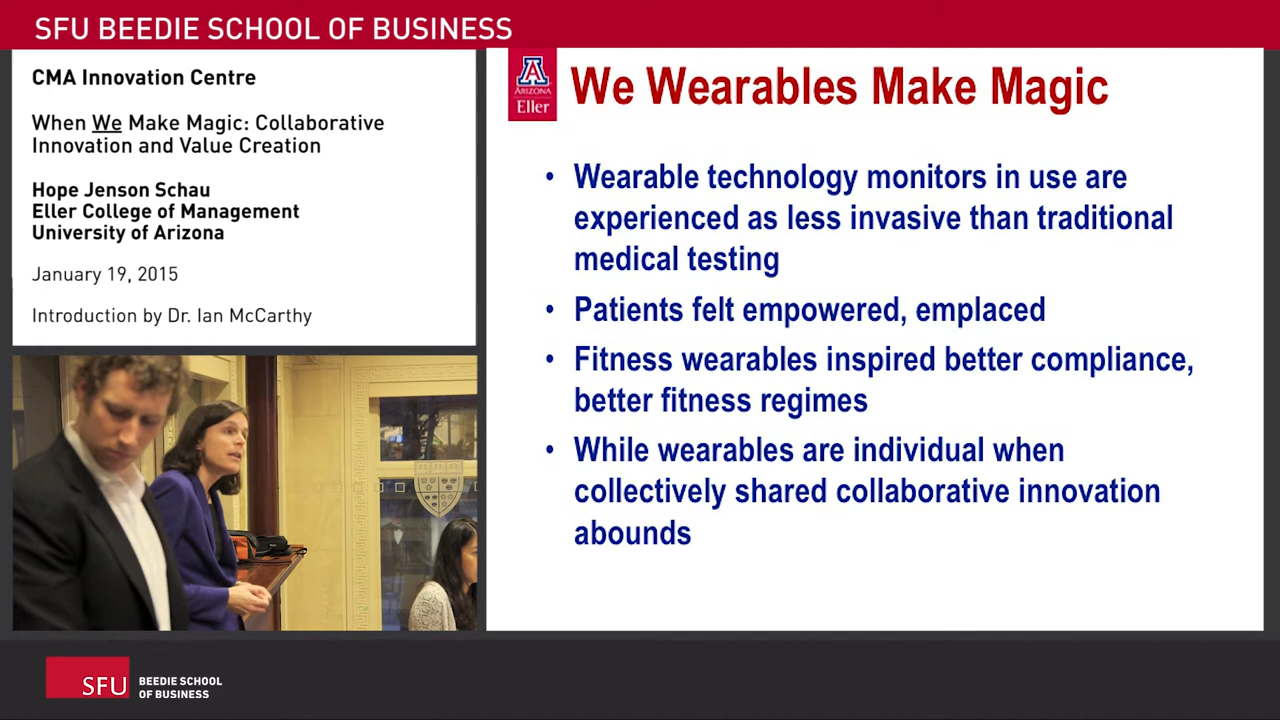 SFU BEEDIE SCHOOL OF BUSINESS
CMA Innovation Centre
When We Make Magic: Collaborative
Innovation and Value Creation
Hope Jenson Schau
Eller College of Management
University of Arizona
January 19, 2015
Introduction by Dr. Ian McCarthy
A
ARIZONA
Eller
We Wearables Make Magic
• Wearable technology monitors in use are
experienced as less invasive than traditional
medical testing
• Patients felt empowered, emplaced
• Fitness wearables inspired better compliance,
better fitness regimes
• While wearables are individual when
collectively shared collaborative innovation
abounds
SFU
BEEDIE SCHOOL
OF BUSINESS